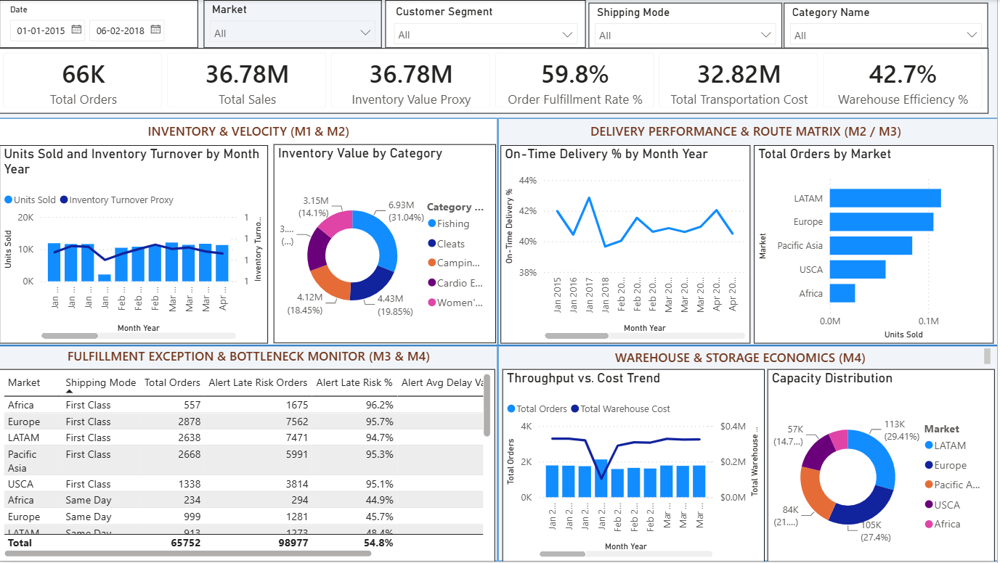 Date
01-01-2015 06-02-2018
Market
All
Customer Segment
All
Shipping Mode
All
Category Name
All
66K
Total Orders
36.78M
Total Sales
36.78M
Inventory Value Proxy
59.8%
Order Fulfillment Rate %
32.82M
Total Transportation Cost
42.7%
Warehouse Efficiency %
INVENTORY & VELOCITY (M1 & M2)
Units Sold and Inventory Turnover by Month
Year
Units Sold Inventory Turnover Proxy
20K
10K
0K
Units Sold
1
1
1
1
Inventory Turno...
Jan ...
Jan ...
Jan ...
Jan ...
Feb ...
Feb ...
Feb ...
Mar ...
Mar ...
Mar ...
Apr ...
Month Year
Inventory Value by Category
3.15M
(14.1%)
6.93M
(31.04%)
3....
(...)
4.12M
(18.45%)
4.43M
(19.85%)
Category ...
Fishing
Cleats
Campin...
Cardio E...
Women'...
DELIVERY PERFORMANCE & ROUTE MATRIX (M2 / M3)
On-Time Delivery % by Month Year
On-Time Delivery %
44%
42%
40%
38%
Jan 2015
Jan 2016
Jan 2017
Jan 2018
Feb 20...
Feb 20...
Feb 20...
Mar 20...
Mar 20...
Mar 20...
Apr 20...
Apr 20...
Month Year
Total Orders by Market
Market
LATAM
Europe
Pacific Asia
USCA
Africa
0.0M 0.1M
Units Sold
FULFILLMENT EXCEPTION & BOTTLENECK MONITOR (M3 & M4)
Market Shipping Mode Total Orders Alert Late Risk Orders Alert Late Risk % Alert Avg Delay Va
Africa First Class 557 1675 96.2%
Europe First Class 2878 7562 95.7%
LATAM First Class 2638 7471 94.7%
Pacific First Class 2668 5991 95.3%
Asia
USCA First Class 1338 3814 95.1%
Africa Same Day 234 294 44.9%
Europe Same Day 999 1281 45.7%
LATAM Same Day 913 1273 48.4%
Total 65752 98977 54.8%
WAREHOUSE & STORAGE ECONOMICS (M4)
Throughput vs. Cost Trend
Total Orders Total Warehouse Cost
4K
2K
0K
Total Orders
$0.4M
$0.2M
$0.0M
Total Warehouse ...
Jan 2...
Jan 2...
Jan 2...
Jan 2...
Feb 2...
Feb 2...
Feb 2...
Mar ...
Mar ...
Mar ...
Month Year
Capacity Distribution
57K
(14.7...)
113K
(29.41%)
84K
(21....)
105K
(27.4%)
Market
LATAM
Europe
Pacific A...
USCA
Africa